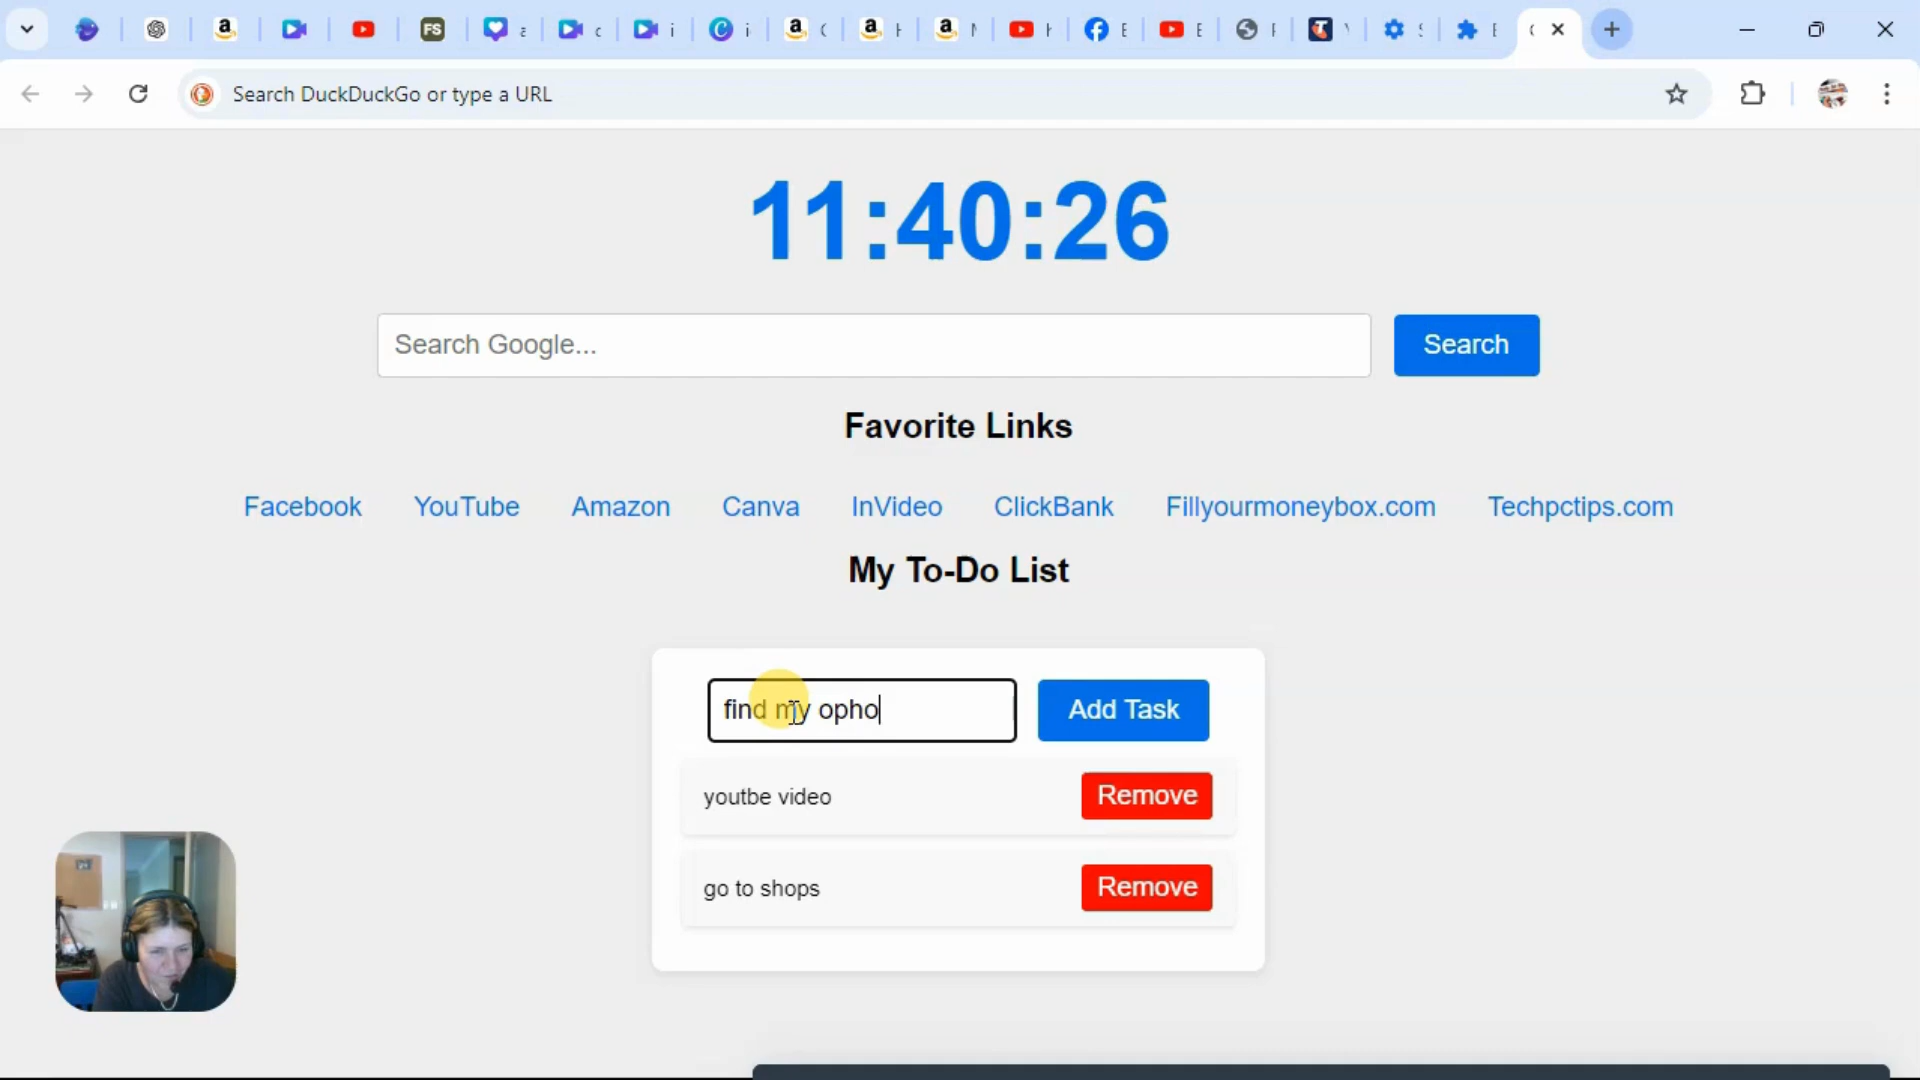 Search DuckDuckGo or type a URL
11:40:26
Search Google...
Search
Favorite Links
Facebook YouTube Amazon Canva InVideo ClickBank Fillyourmoneybox.com Techpctips.com
My To-Do List
find my opho
Add Task
youtbe video
Remove
go to shops
Remove